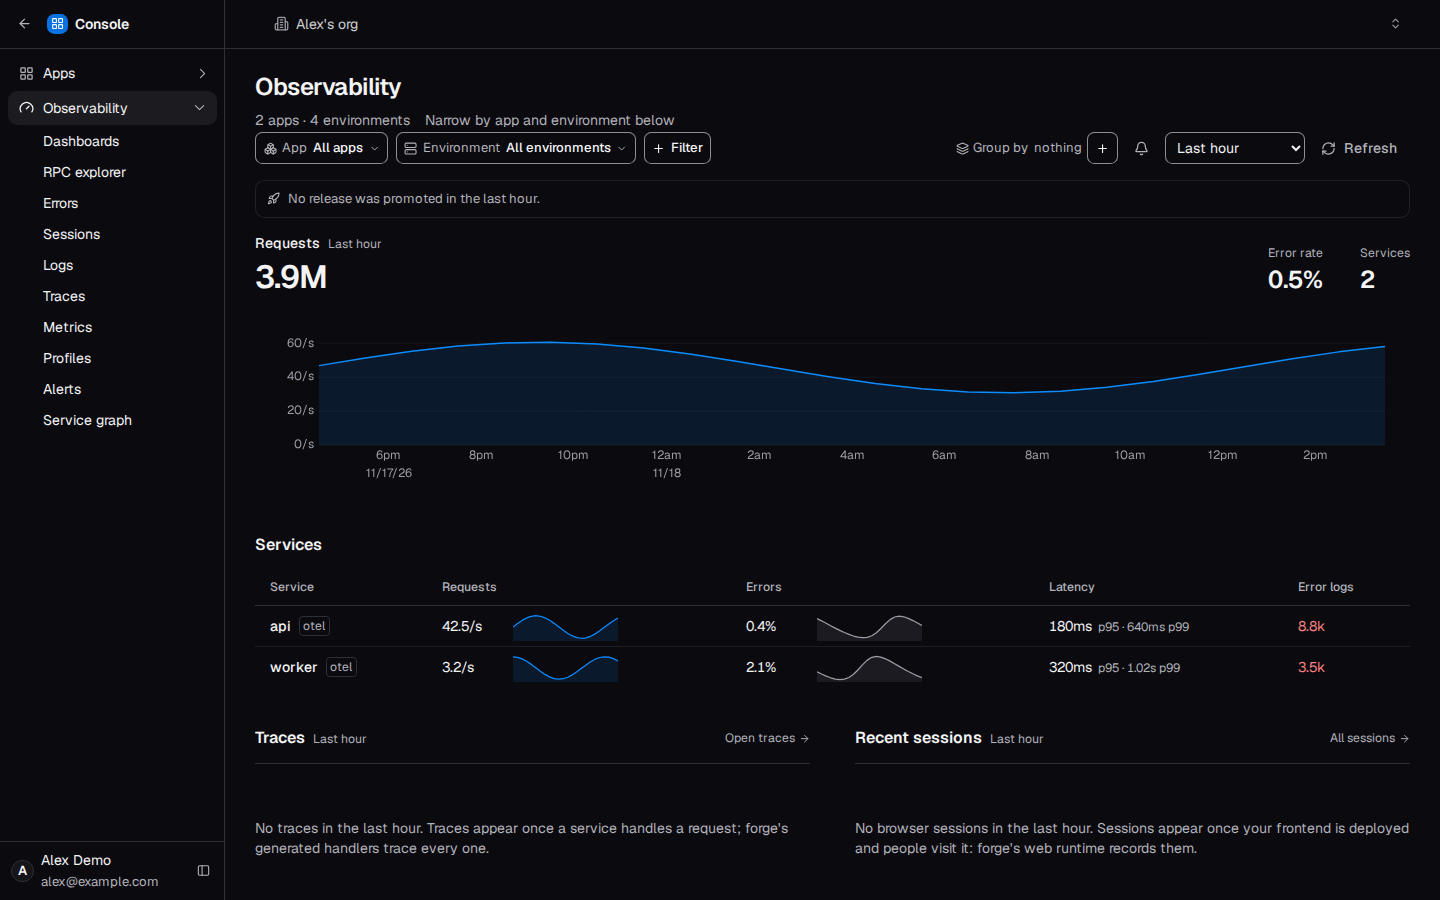 Console
Alex's org
Apps
Observability
Dashboards
RPC explorer
Errors
Sessions
Logs
Traces
Metrics
Profiles
Alerts
Service graph
Alex Demo
A
alex@example.com
Observability
2 apps · 4 environments Narrow by app and environment below
App All apps Environment All environments + Filter Group by nothing + Last hour Refresh
No release was promoted in the last hour.
Requests Last hour
3.9M
Error rate
0.5%
Services
2
60/s
40/s
20/s
0/s
6pm 8pm 10pm 12am 2am 4am 6am 8am 10am 12pm 2pm
11/17/26 11/18
Services
Service Requests Errors Latency Error logs
api otel 42.5/s 0.4% 180ms p95 · 640ms p99 8.8k
worker otel 3.2/s 2.1% 320ms p95 · 1.02s p99 3.5k
Traces Last hour Open traces →
No traces in the last hour. Traces appear once a service handles a request; forge's
generated handlers trace every one.
Recent sessions Last hour All sessions →
No browser sessions in the last hour. Sessions appear once your frontend is deployed
and people visit it: forge's web runtime records them.